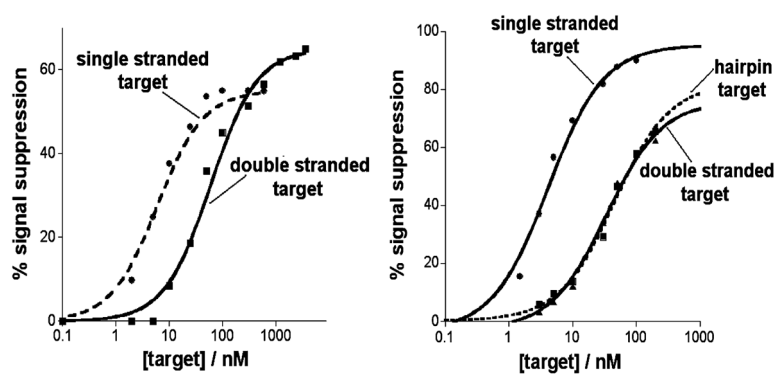 % signal suppression
60
40
20
0
single stranded
target
double stranded
target
0.1
1
10
100
1000
[target] / nM
% signal suppression
100
80
60
40
20
0
single stranded
target
hairpin
target
double stranded
target
0.1
1
10
100
1000
[target] / nM